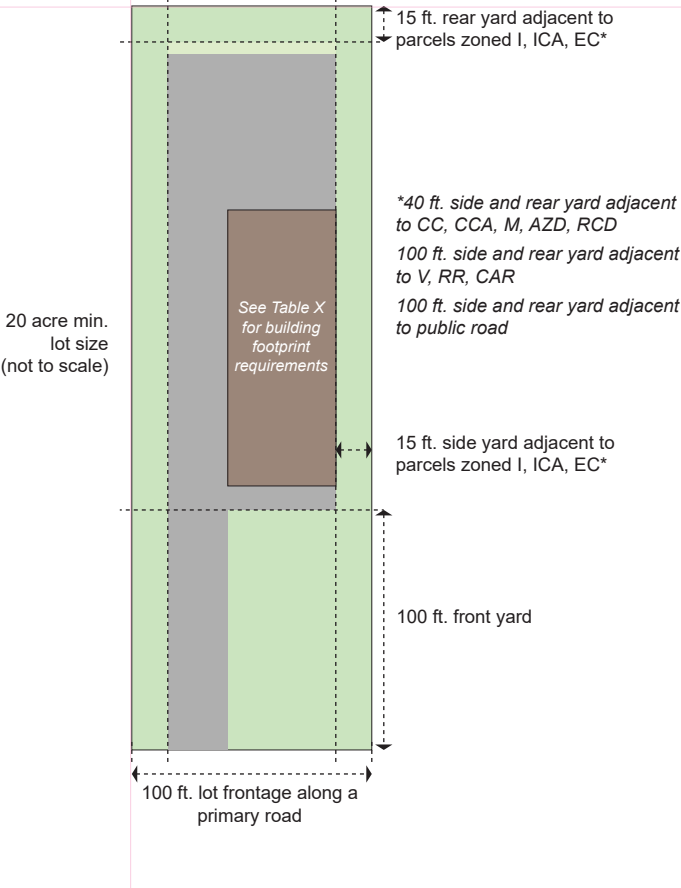 15 ft. rear yard adjacent to
parcels zoned I, ICA, EC*
*40 ft. side and rear yard adjacent
to CC, CCA, M, AZD, RCD
100 ft. side and rear yard adjacent
to V, RR, CAR
100 ft. side and rear yard adjacent
to public road
See Table X
for building
footprint
requirements
20 acre min.
lot size
(not to scale)
15 ft. side yard adjacent to
parcels zoned I, ICA, EC*
100 ft. front yard
100 ft. lot frontage along a
primary road